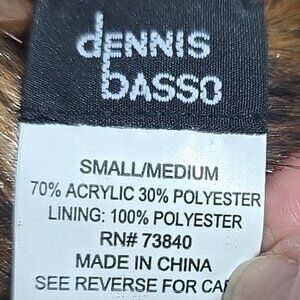 dENNIS
BASSO
SMALL/MEDIUM
70% ACRYLIC 30% POLYESTER
LINING: 100% POLYESTER
RN# 73840
MADE IN CHINA
SEE REVERSE FOR